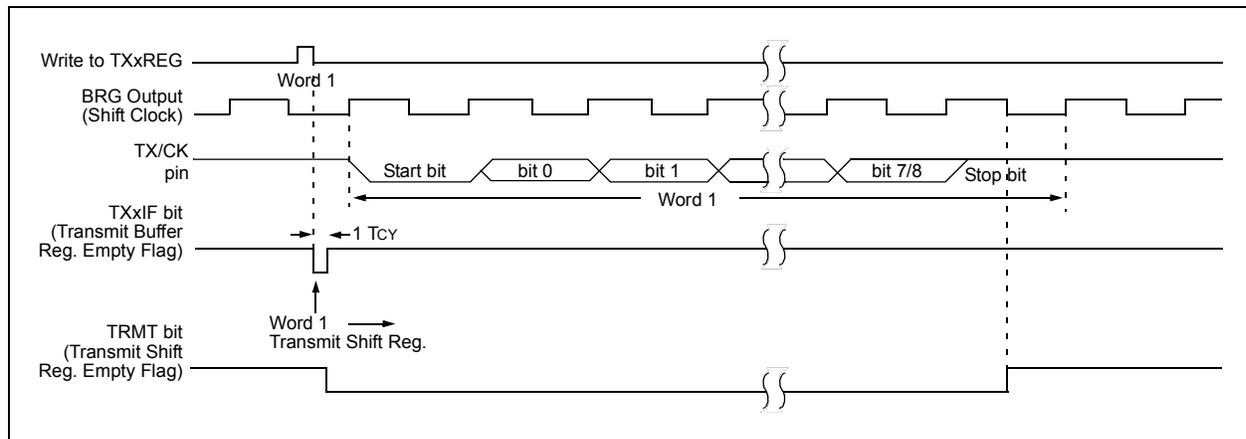 Write to TXxREG
Word 1
BRG Output
(Shift Clock)
TX/CK
pin
Start bit
bit 0
bit 1
bit 7/8
Stop bit
Word 1
TXxIF bit
(Transmit Buffer
Reg. Empty Flag)
1 TCY
Word 1
Transmit Shift Reg.
TRMT bit
(Transmit Shift
Reg. Empty Flag)